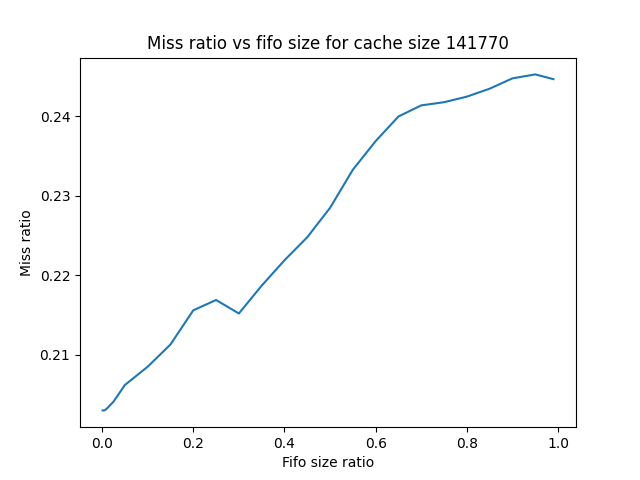 Miss ratio vs fifo size for cache size 141770
0.24
0.23
0.22
0.21
Miss ratio
0.0 0.2 0.4 0.6 0.8 1.0
Fifo size ratio